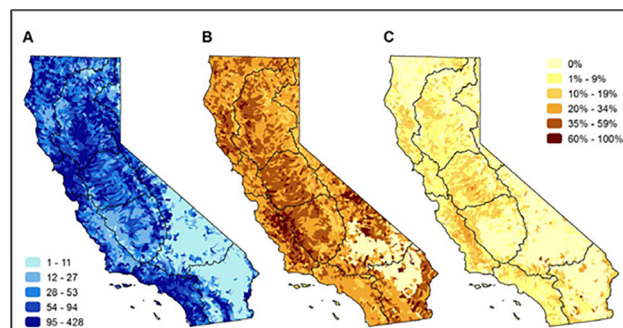 A
B
C
0%
1% - 9%
10% - 19%
20% - 34%
35% - 59%
60% - 100%
1 - 11
12 - 27
28 - 53
54 - 94
95 - 428